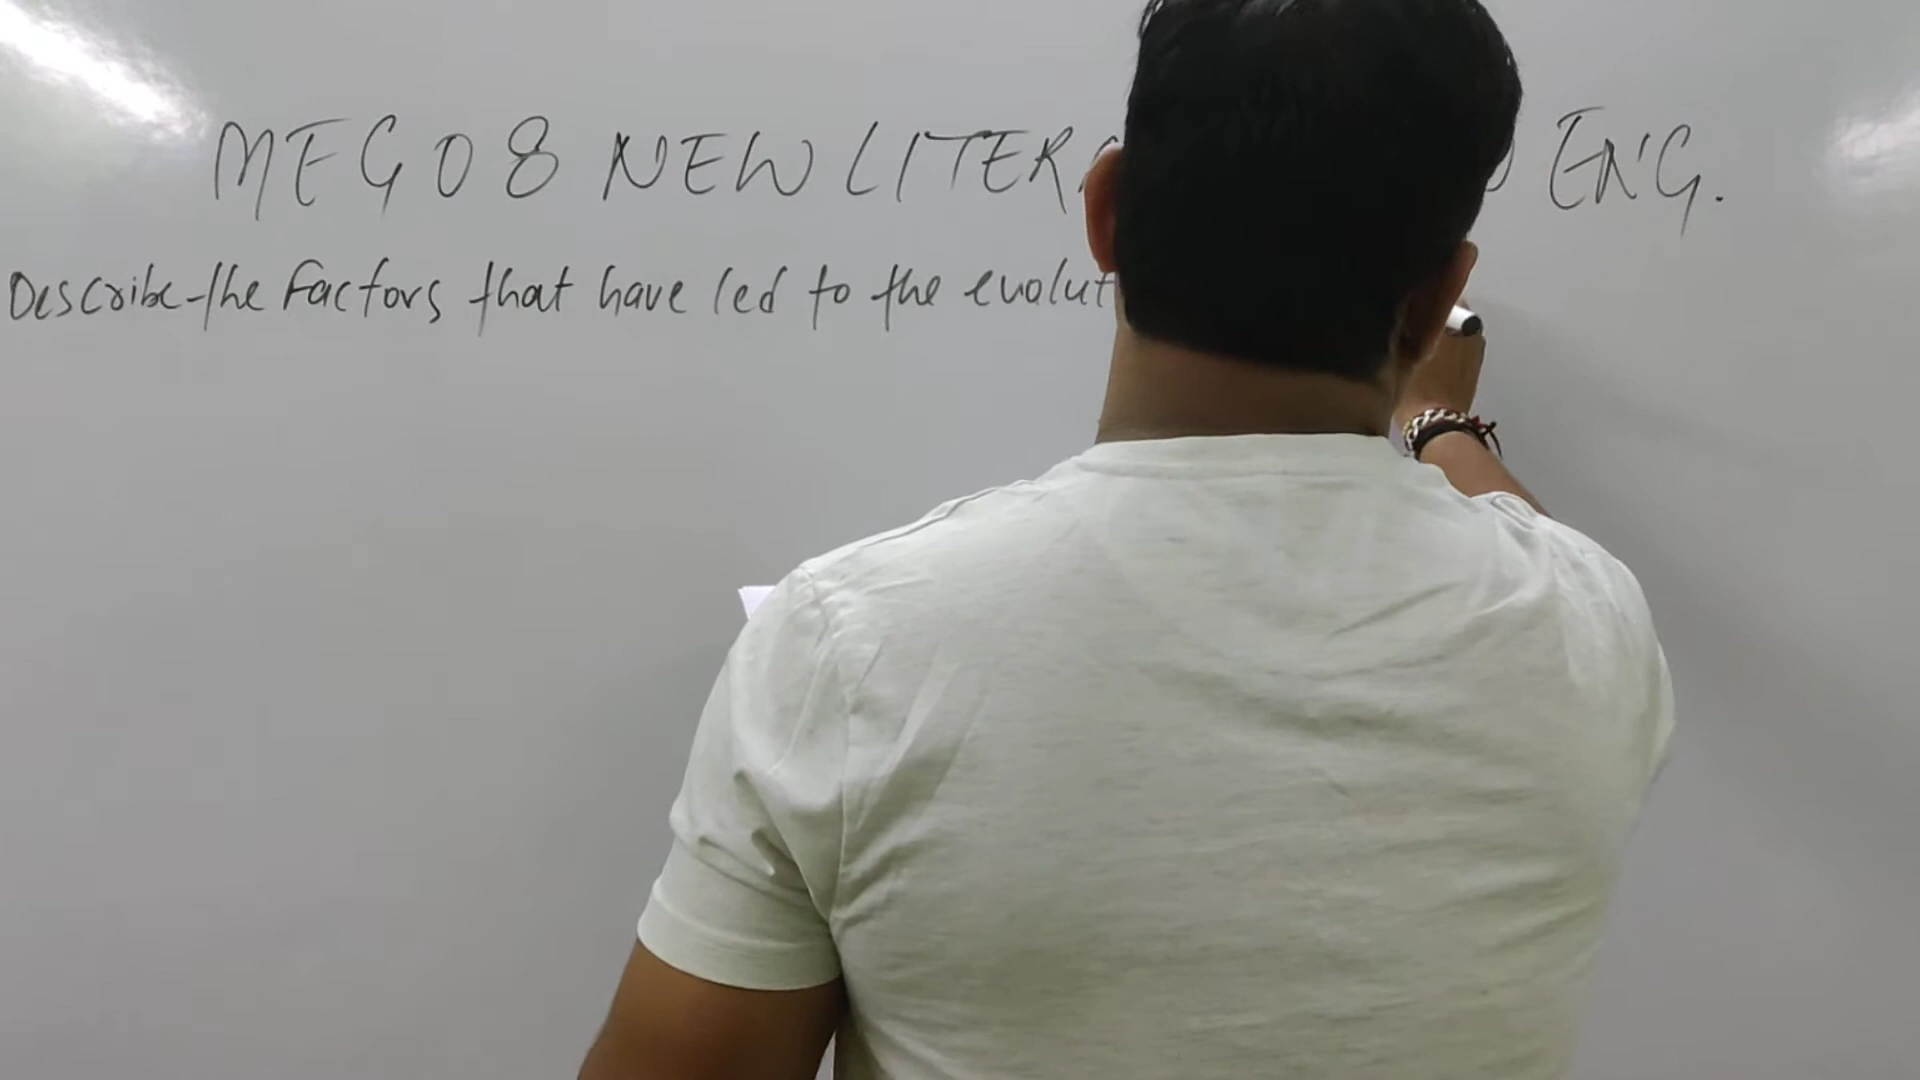 MEG 08 NEW LITER ENG.
Describe the Factors that have led to the evolut